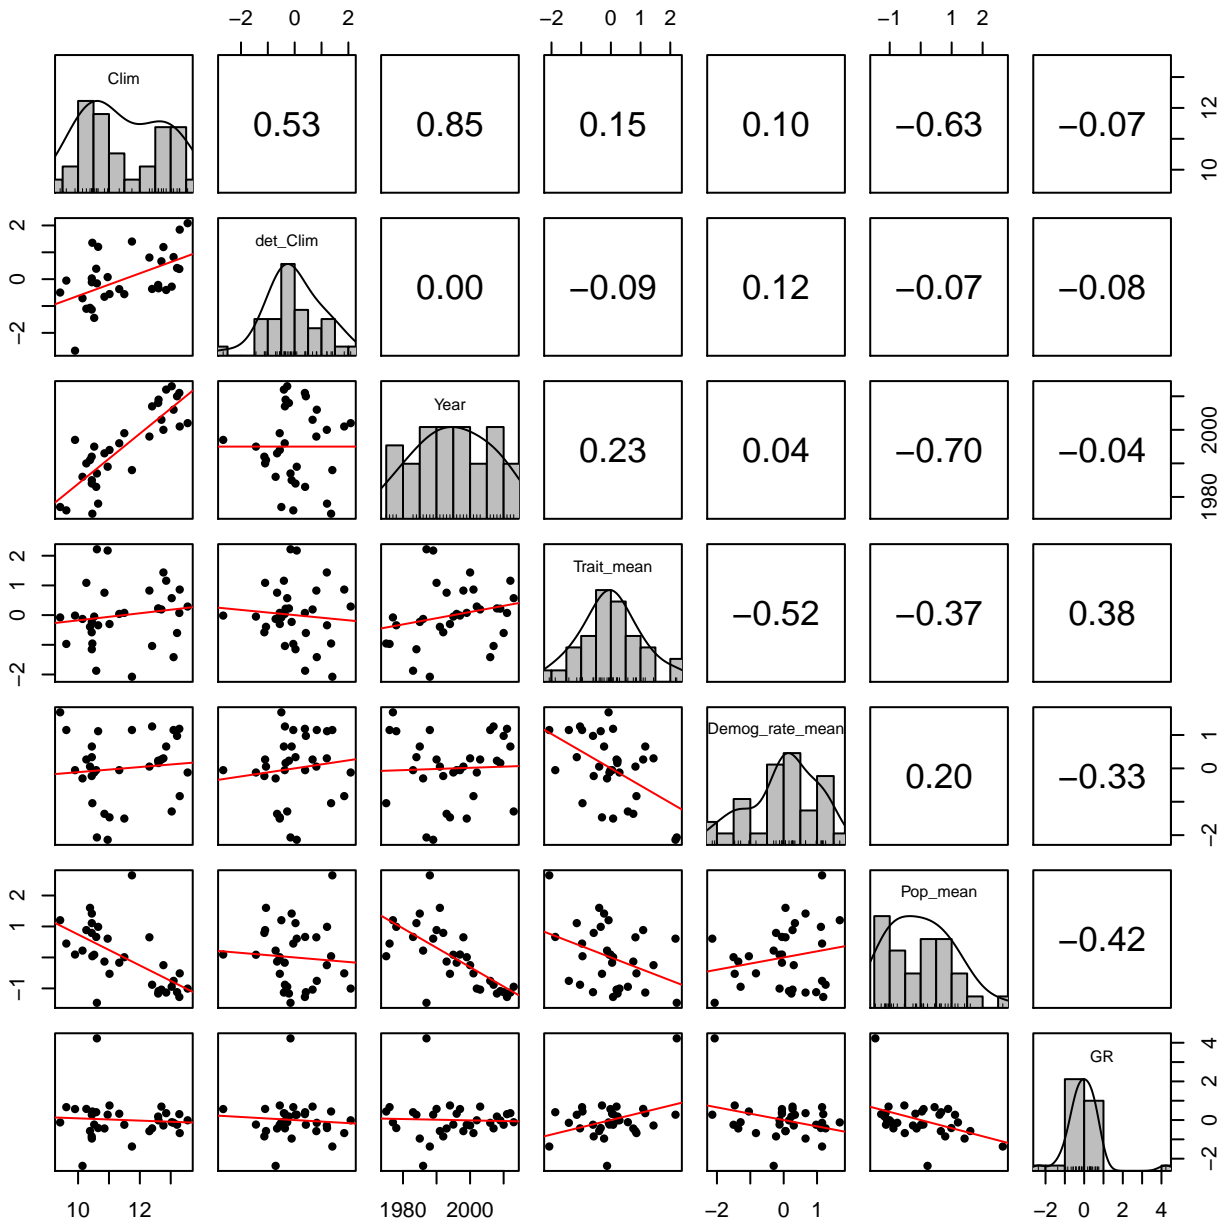 −2 0 2 −2 0 1 2 −1 1 2
Clim
0.53 0.85 0.15 0.10 −0.63 −0.07
10 12
−2 0 2
det_Clim
0.00 −0.09 0.12 −0.07 −0.08
Year
0.23 0.04 −0.70 −0.04
1980 2000
−2 0 1 2
Trait_mean
−0.52 −0.37 0.38
Demog_rate_mean
0.20 −0.33
−2 0 1
−1 1 2
Pop_mean
−0.42
GR
−2 0 2 4
10 12 1980 2000 −2 0 1 −2 0 2 4